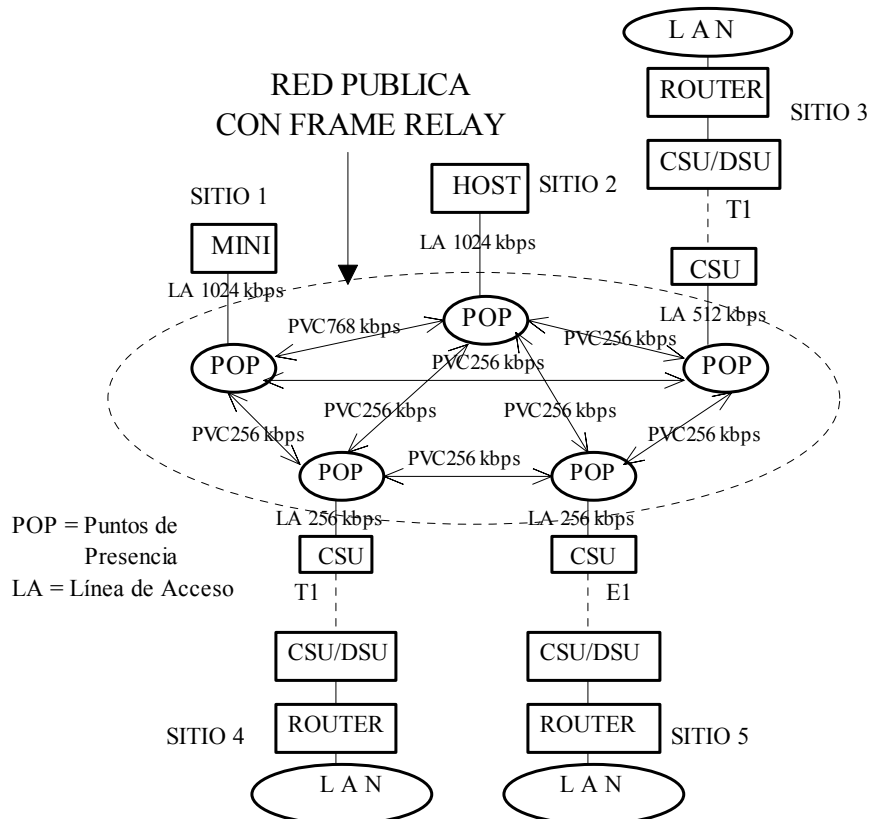 L A N
ROUTER
SITIO 3
CSU/DSU
T1
CSU
LA 512 kbps
RED PUBLICA
CON FRAME RELAY
HOST
SITIO 2
LA 1024 kbps
SITIO 1
MINI
LA 1024 kbps
POP
PVC768 kbps
PVC256 kbps
POP
PVC256 kbps
POP
PVC256 kbps
PVC256 kbps
PVC256 kbps
PVC256 kbps
POP
PVC256 kbps
POP
LA 256 kbps
LA 256 kbps
POP = Puntos de
Presencia
LA = Línea de Acceso
CSU
T1
CSU
E1
CSU/DSU
CSU/DSU
SITIO 4
ROUTER
ROUTER
SITIO 5
L A N
L A N